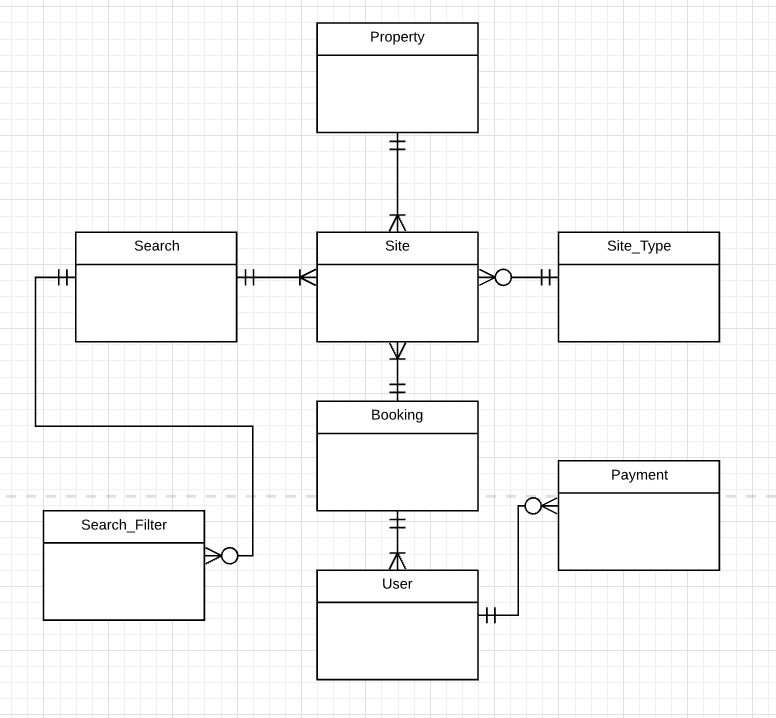 Property
Search
Site
Site_Type
Booking
Payment
Search_Filter
User